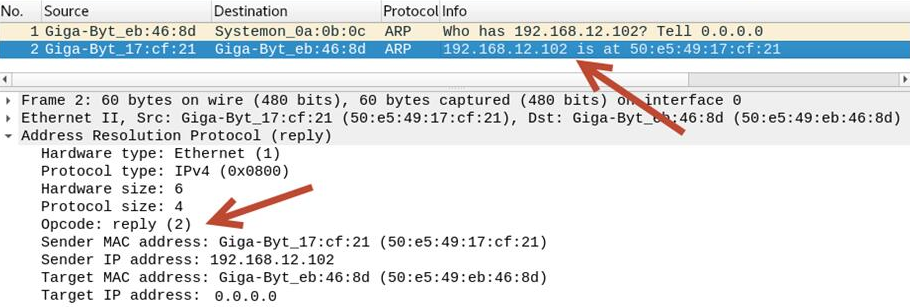 No. Source Destination Protocol Info
1 Giga-Byt_eb:46:8d Systemon_0a:0b:0c ARP Who has 192.168.12.102? Tell 0.0.0.0
2 Giga-Byt_17:cf:21 Giga-Byt_eb:46:8d ARP 192.168.12.102 is at 50:e5:49:17:cf:21
Frame 2: 60 bytes on wire (480 bits), 60 bytes captured (480 bits) on interface 0
Ethernet II, Src: Giga-Byt_17:cf:21 (50:e5:49:17:cf:21), Dst: Giga-Byt_eb:46:8d (50:e5:49:eb:46:8d)
Address Resolution Protocol (reply)
Hardware type: Ethernet (1)
Protocol type: IPv4 (0x0800)
Hardware size: 6
Protocol size: 4
Opcode: reply (2)
Sender MAC address: Giga-Byt_17:cf:21 (50:e5:49:17:cf:21)
Sender IP address: 192.168.12.102
Target MAC address: Giga-Byt_eb:46:8d (50:e5:49:eb:46:8d)
Target IP address: 0.0.0.0